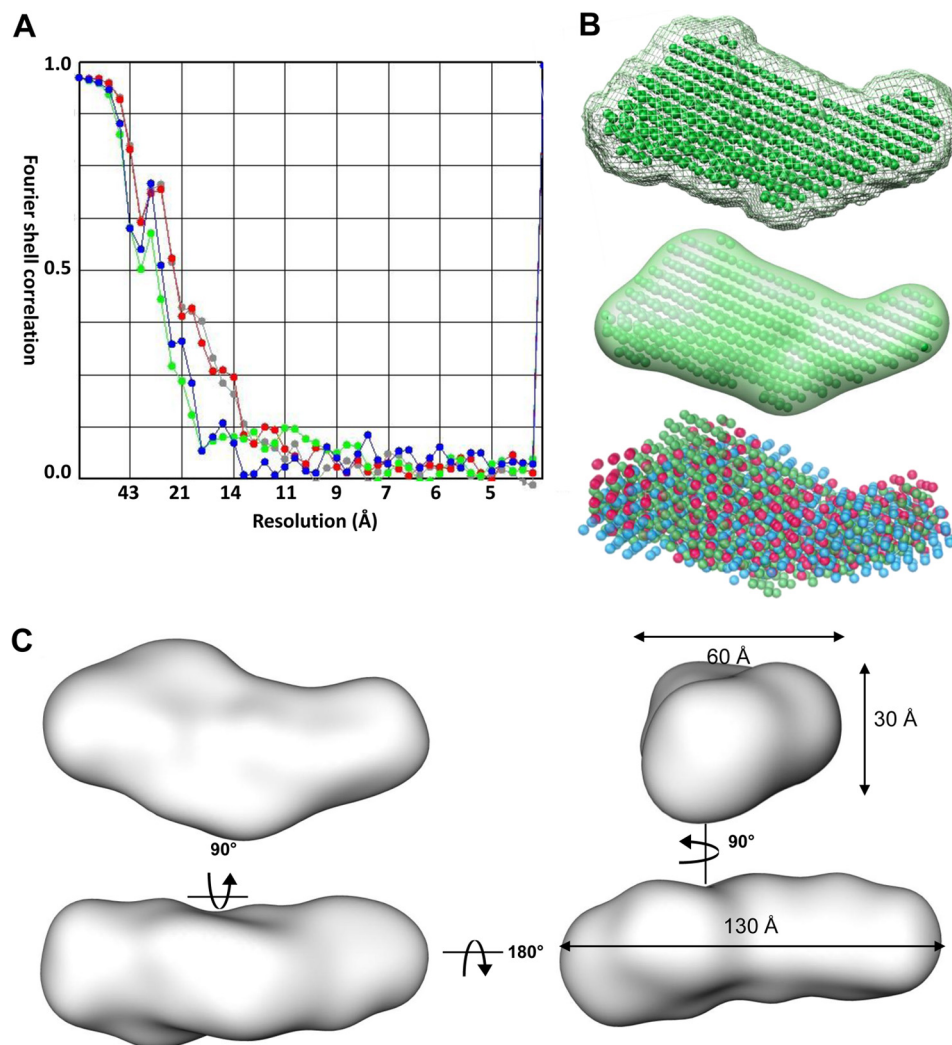 A
B
1.0
0.5
0.0
Fourier shell correlation
43 21 14 11 9 7 6 5
Resolution (Å)
C
60 Å
30 Å
90°
90°
180°
130 Å